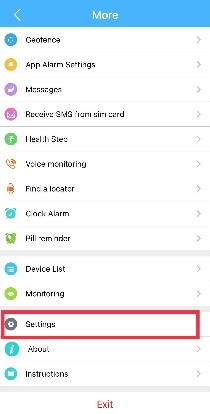 More
Geofence
App Alarm Settings
Messages
Receive SMS from sim card
Health Step
Voice monitoring
Find a locator
Clock Alarm
Pill reminder
Device List
Monitoring
Settings
About
Instructions
Exit